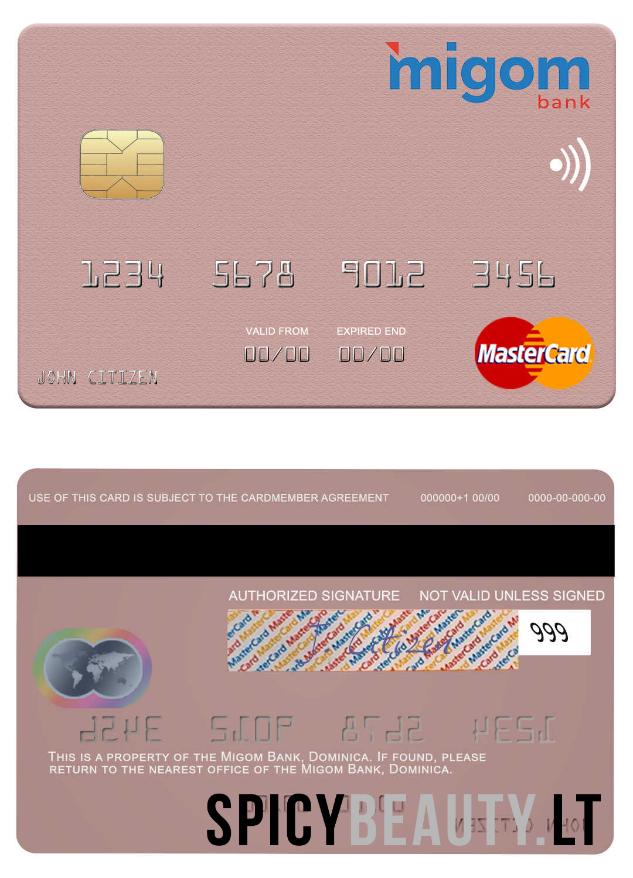 migom
bank
1234 5678 9012 3456
VALID FROM EXPIRED END
00/00 00/00
JOHN CITIZEN
MasterCard
USE OF THIS CARD IS SUBJECT TO THE CARDMEMBER AGREEMENT 000000+1 00/00 0000-00-000-00
AUTHORIZED SIGNATURE NOT VALID UNLESS SIGNED
J. Citizen
999
THIS IS A PROPERTY OF THE MIGOM BANK, DOMINICA. IF FOUND, PLEASE
RETURN TO THE NEAREST OFFICE OF THE MIGOM BANK, DOMINICA.
SPICYBEAUTY.LT